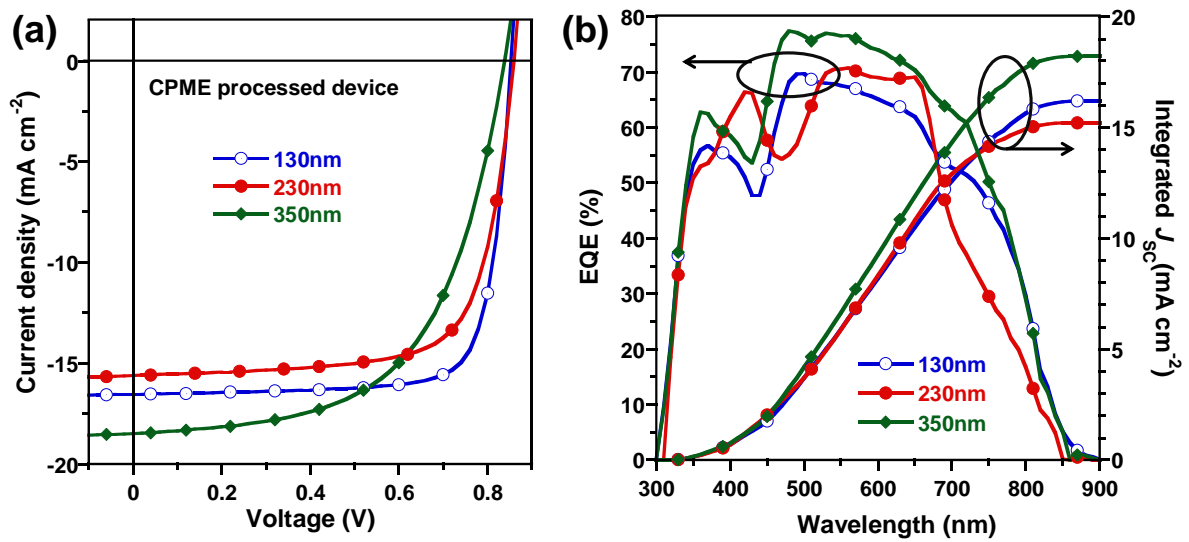 (a)
CPME processed device
130nm
230nm
350nm
0
-5
-10
-15
-20
0
0.2
0.4
0.6
0.8
Current density (mA cm⁻²)
Voltage (V)
(b)
80
70
60
50
40
30
20
10
0
20
15
10
5
0
300
400
500
600
700
800
900
130nm
230nm
350nm
EQE (%)
Integrated J_SC (mA cm⁻²)
Wavelength (nm)